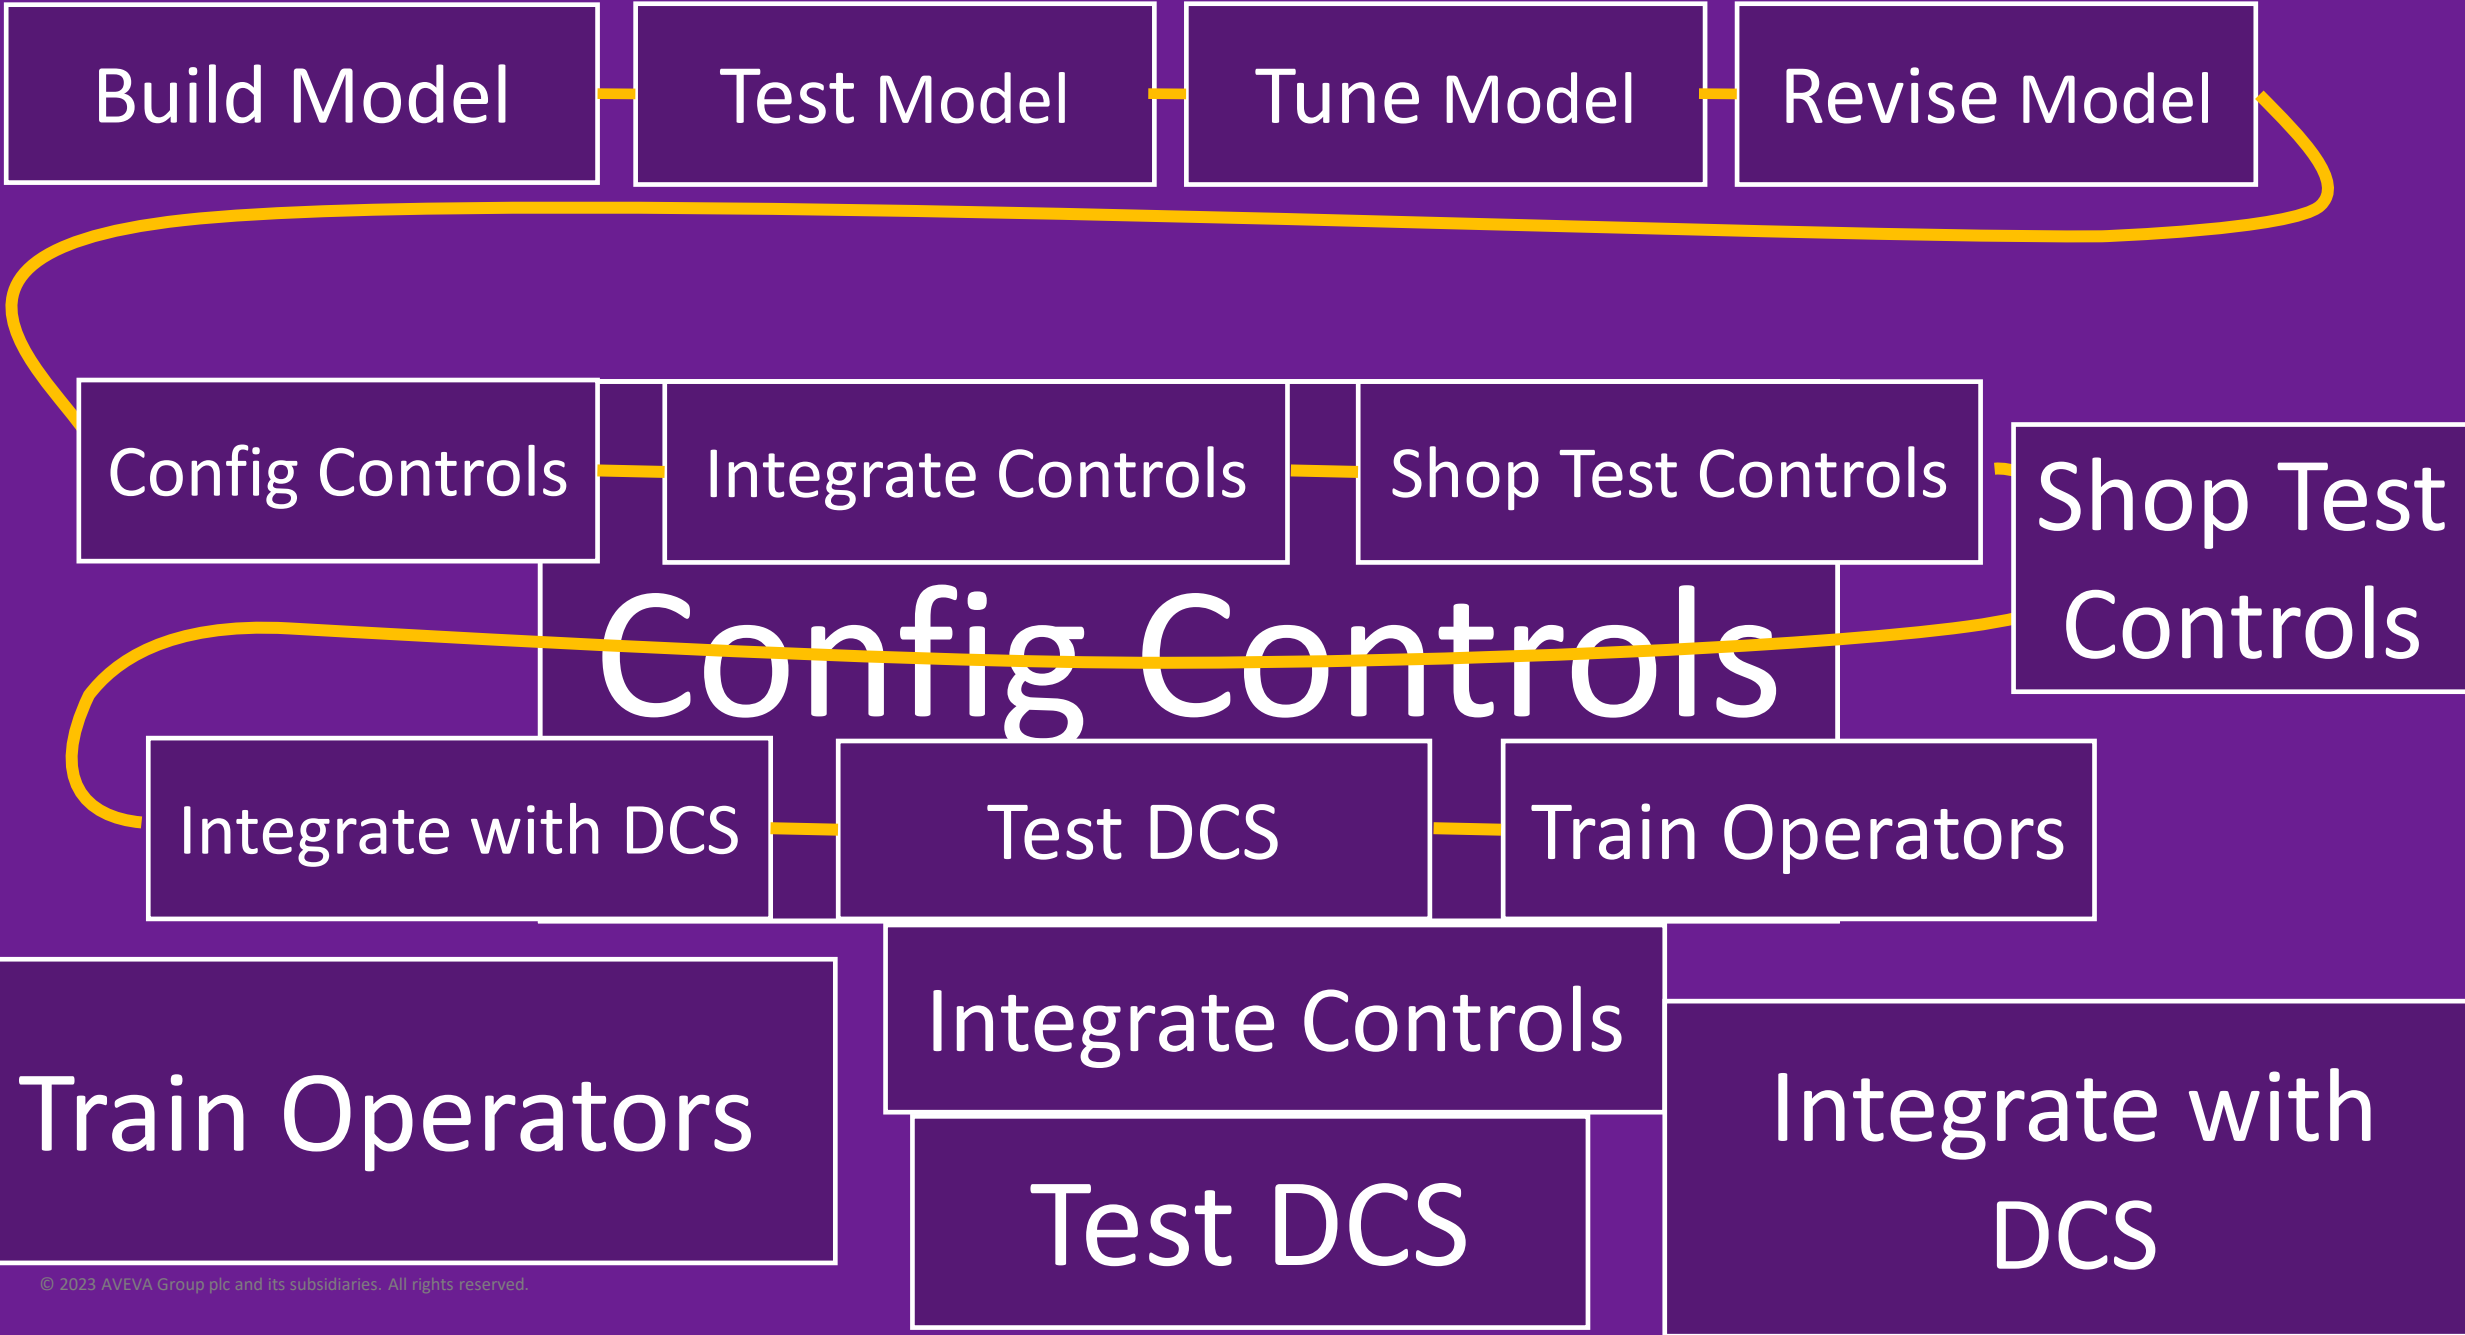 Build Model
Test Model
Tune Model
Revise Model
Config Controls
Integrate Controls
Shop Test Controls
Shop Test
Controls
Config Controls
Integrate with DCS
Test DCS
Train Operators
Integrate Controls
Train Operators
Integrate with
DCS
Test DCS
© 2023 AVEVA Group plc and its subsidiaries. All rights reserved.